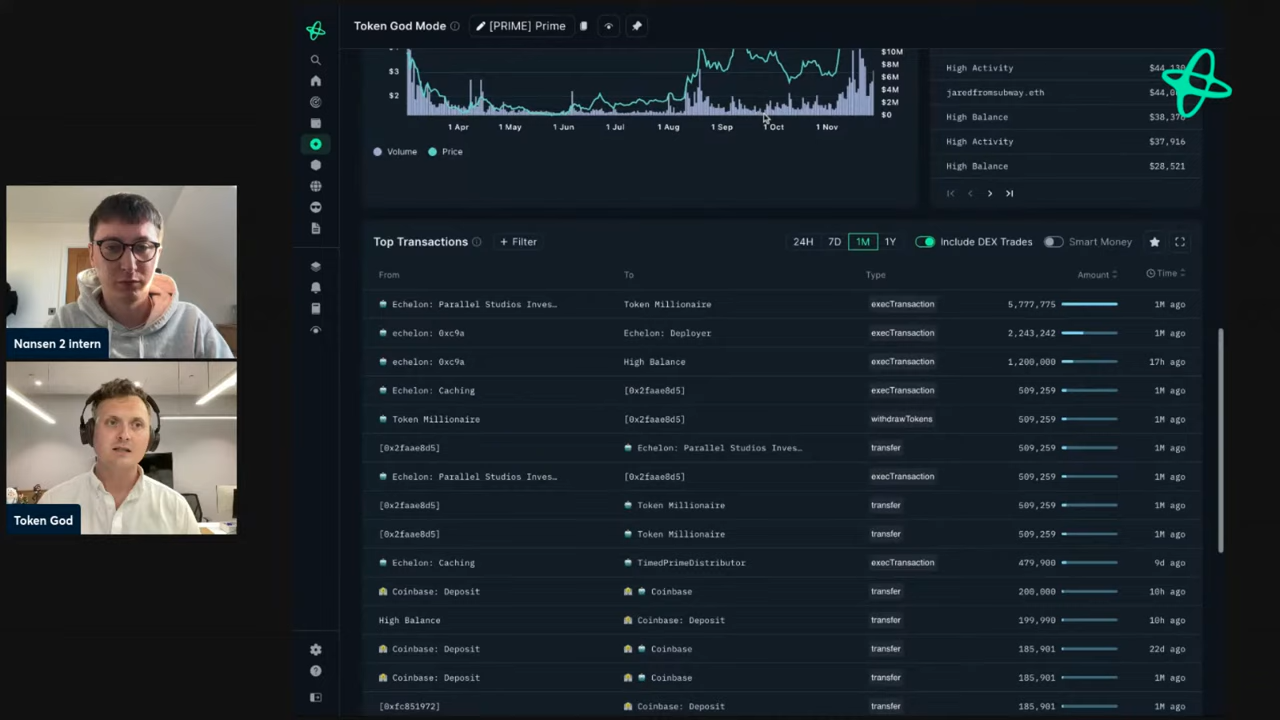 Token God Mode [PRIME] Prime
$3
$2
$10M
$8M
$6M
$4M
$2M
$0
1 Apr 1 May 1 Jun 1 Jul 1 Aug 1 Sep 1 Oct 1 Nov
Volume Price
High Activity
jaredfromsubway.eth
High Balance
High Activity $37,916
High Balance $28,521
Top Transactions + Filter 24H 7D 1M 1Y Include DEX Trades Smart Money
From To Type Amount Time
Echelon: Parallel Studios Inves… Token Millionaire execTransaction 5,777,775 1M ago
echelon: 0xc9a Echelon: Deployer execTransaction 2,243,242 1M ago
echelon: 0xc9a High Balance execTransaction 1,200,000 17h ago
Echelon: Caching [0x2faae8d5] execTransaction 509,259 1M ago
Token Millionaire [0x2faae8d5] withdrawTokens 509,259 1M ago
[0x2faae8d5] Echelon: Parallel Studios Inves… transfer 509,259 1M ago
Echelon: Parallel Studios Inves… [0x2faae8d5] execTransaction 509,259 1M ago
[0x2faae8d5] Token Millionaire transfer 509,259 1M ago
[0x2faae8d5] Token Millionaire transfer 509,259 1M ago
Echelon: Caching TimedPrimeDistributor execTransaction 479,900 9d ago
Coinbase: Deposit Coinbase transfer 200,000 10h ago
High Balance Coinbase: Deposit transfer 199,990 10h ago
Coinbase: Deposit Coinbase transfer 185,901 22d ago
Coinbase: Deposit Coinbase transfer 185,901 1M ago
[0xfc851972] Coinbase: Deposit transfer 185,901 1M ago
Nansen 2 Intern
Token God